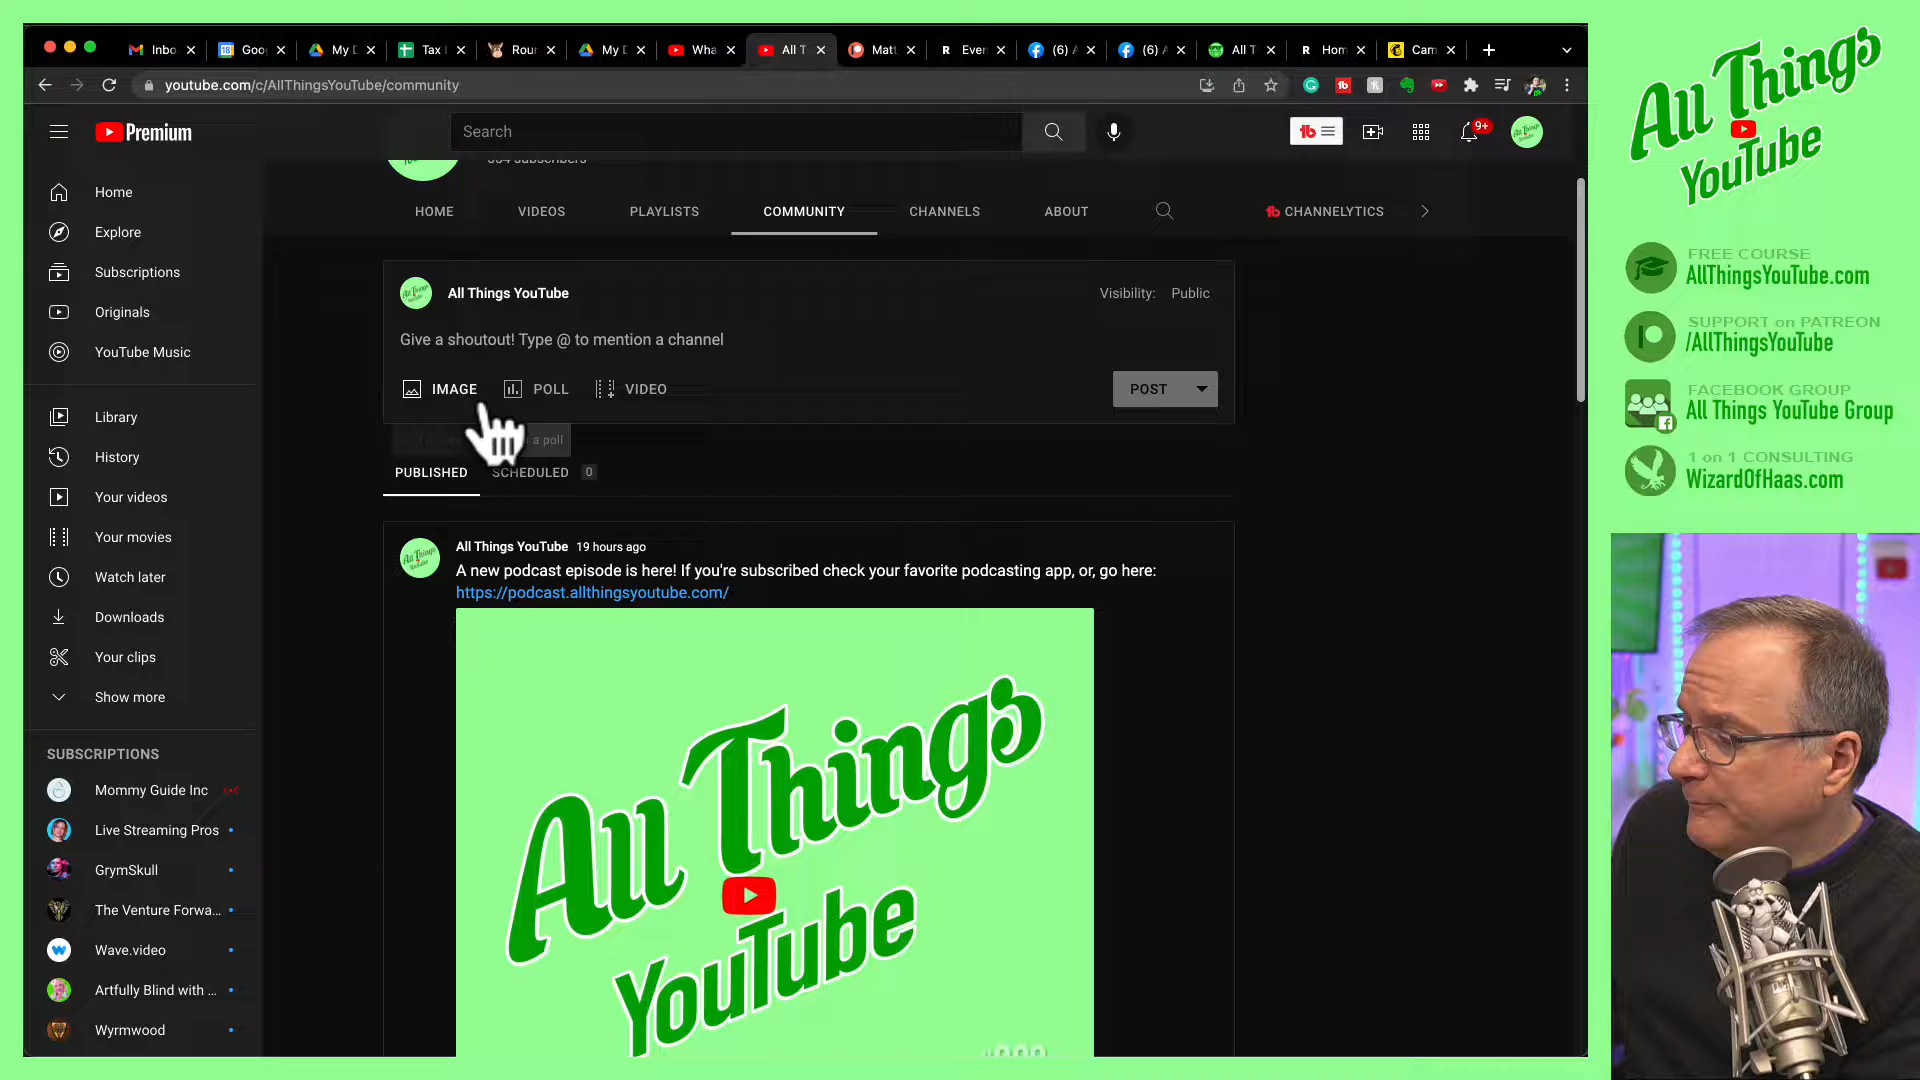 Inbo
Goo
My D
Tax I
Rour
My D
Wha
All T
Matt
Ever
(6) A
(6) A
All T
Hom
Cam
youtube.com/c/AllThingsYouTube/community
Premium
Search
9+
subscribers
HOME
VIDEOS
PLAYLISTS
COMMUNITY
CHANNELS
ABOUT
CHANNELYTICS
Home
Explore
Subscriptions
Originals
YouTube Music
Library
History
Your videos
Your movies
Watch later
Downloads
Your clips
Show more
SUBSCRIPTIONS
Mommy Guide Inc
Live Streaming Pros
GrymSkull
The Venture Forwa...
Wave.video
Artfully Blind with ...
Wyrmwood
All Things YouTube
Visibility: Public
Give a shoutout! Type @ to mention a channel
IMAGE
POLL
VIDEO
POST
a poll
PUBLISHED
SCHEDULED 0
All Things YouTube 19 hours ago
A new podcast episode is here! If you're subscribed check your favorite podcasting app, or, go here:
https://podcast.allthingsyoutube.com/
All Things
YouTube
All Things
YouTube
FREE COURSE
AllThingsYouTube.com
SUPPORT on PATREON
/AllThingsYouTube
FACEBOOK GROUP
All Things YouTube Group
1 on 1 CONSULTING
WizardOfHaas.com